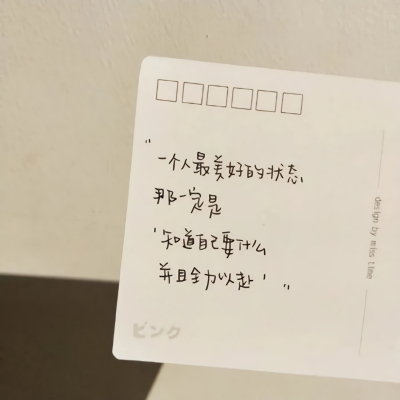 "一个人最美好的状态
那一定是
'知道自己要什么
并且全力以赴'"
ピンク
design by miss time